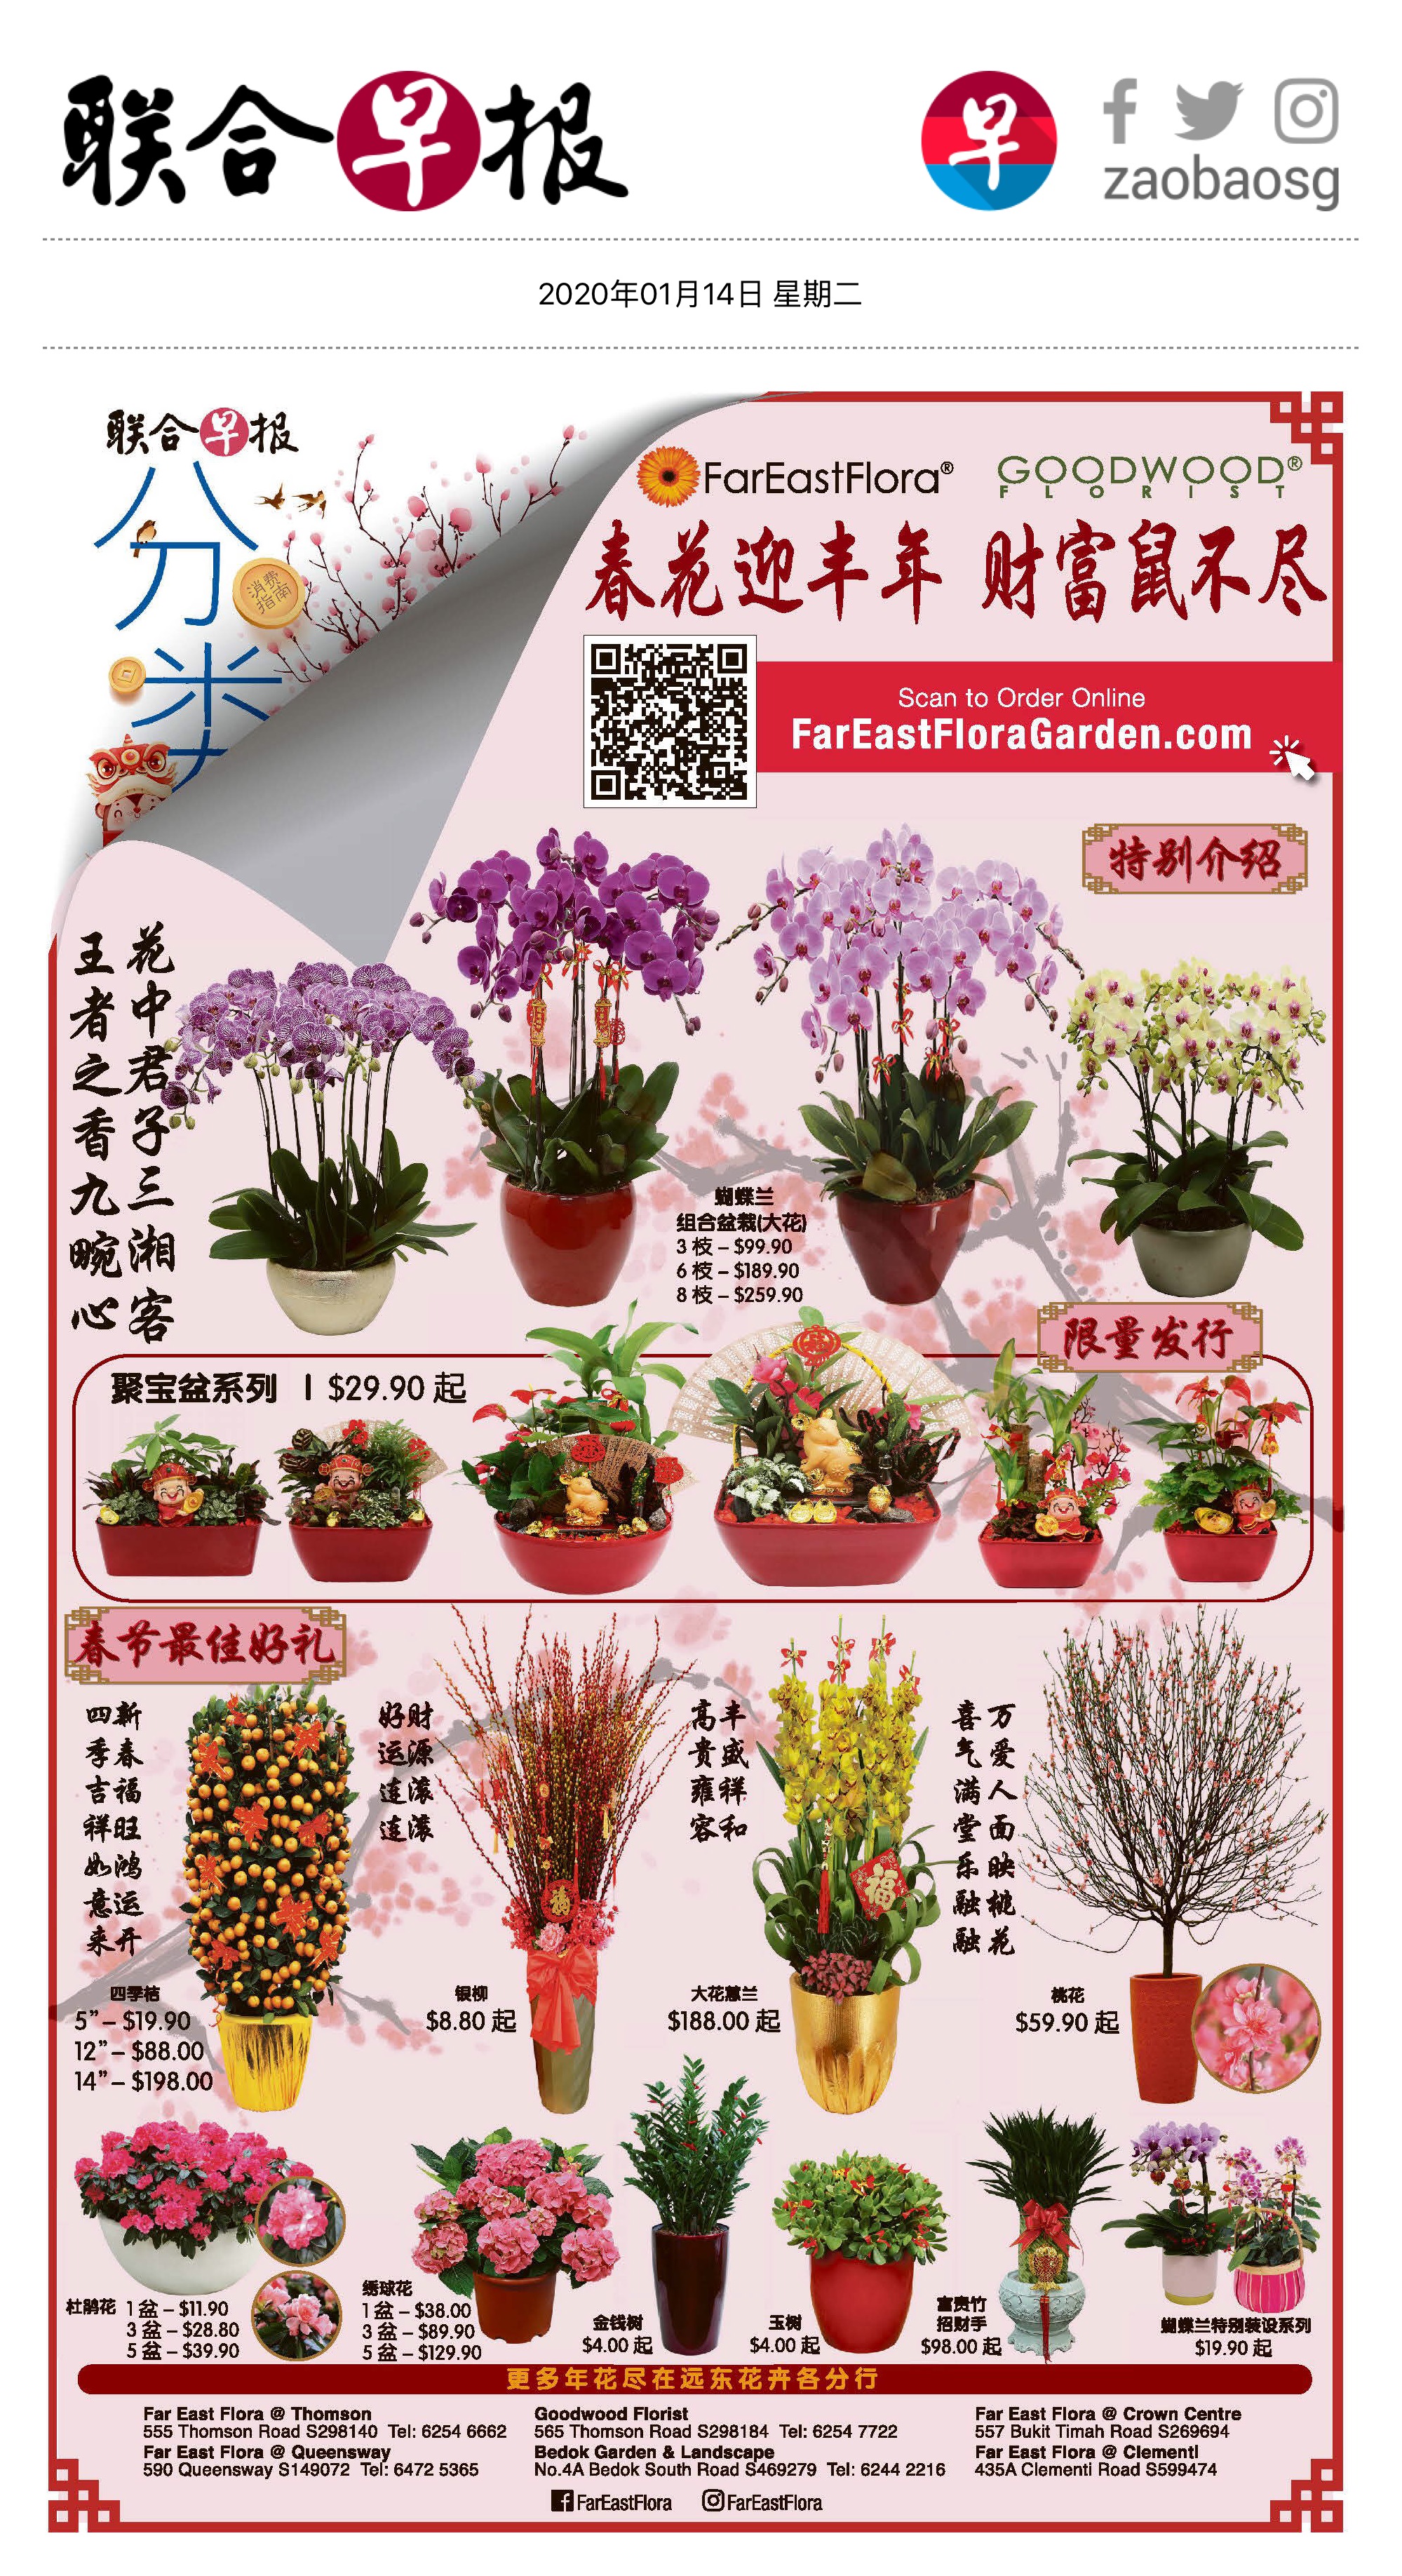 联合早报
早
zaobaosg
2020年01月14日 星期二
联合早报
分类
消费
指南
FarEastFlora®
GOODWOOD®
FLORIST
春花迎丰年 财富鼠不尽
Scan to Order Online
FarEastFloraGarden.com
特别介绍
花中君子三湘客
王者之香九畹心
蝴蝶兰
组合盆栽(大花)
3 枝 – $99.90
6 枝 – $189.90
8 枝 – $259.90
限量发行
聚宝盆系列 | $29.90 起
春节最佳好礼
新春福旺鸿运开
四季吉祥如意来
四季桔
5” – $19.90
12” – $88.00
14” – $198.00
财源滚滚
好运连连
银柳
$8.80 起
丰盛祥和
高贵雍容
福
大花蕙兰
$188.00 起
万爱人面映桃花
喜气满堂乐融融
桃花
$59.90 起
杜鹃花 1 盆 – $11.90
3 盆 – $28.80
5 盆 – $39.90
绣球花
1 盆 – $38.00
3 盆 – $89.90
5 盆 – $129.90
金钱树
$4.00 起
玉树
$4.00 起
富贵竹
招财手
$98.00 起
蝴蝶兰特别装设系列
$19.90 起
更多年花尽在远东花卉各分行
Far East Flora @ Thomson
555 Thomson Road S298140 Tel: 6254 6662
Far East Flora @ Queensway
590 Queensway S149072 Tel: 6472 5365
Goodwood Florist
565 Thomson Road S298184 Tel: 6254 7722
Bedok Garden & Landscape
No.4A Bedok South Road S469279 Tel: 6244 2216
Far East Flora @ Crown Centre
557 Bukit Timah Road S269694
Far East Flora @ Clementi
435A Clementi Road S599474
FarEastFlora
FarEastFlora